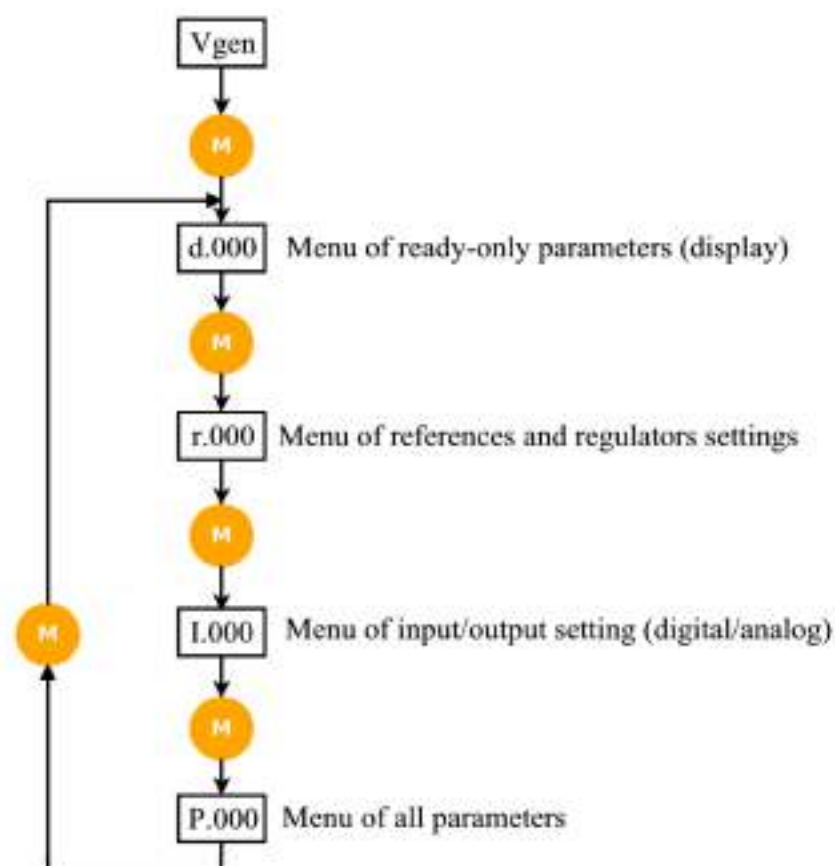 Vgen
M
d.000 Menu of ready-only parameters (display)
M
r.000 Menu of references and regulators settings
M
M
I.000 Menu of input/output setting (digital/analog)
M
P.000 Menu of all parameters